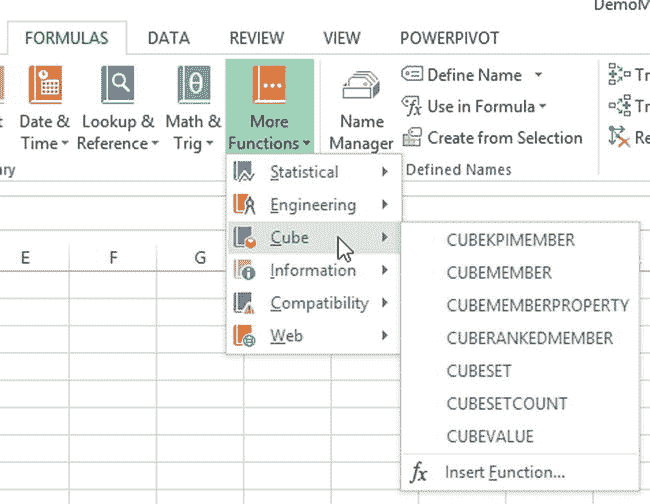 DemoM
FORMULAS DATA REVIEW VIEW POWERPIVOT
Date & Time Lookup & Reference Math & Trig More Functions Name Manager
Define Name
Use in Formula
Create from Selection
Defined Names
Statistical
Engineering
Cube
Information
Compatibility
Web
E F G
CUBEKPIMEMBER
CUBEMEMBER
CUBEMEMBERPROPERTY
CUBERANKEDMEMBER
CUBESET
CUBESETCOUNT
CUBEVALUE
fx Insert Function...